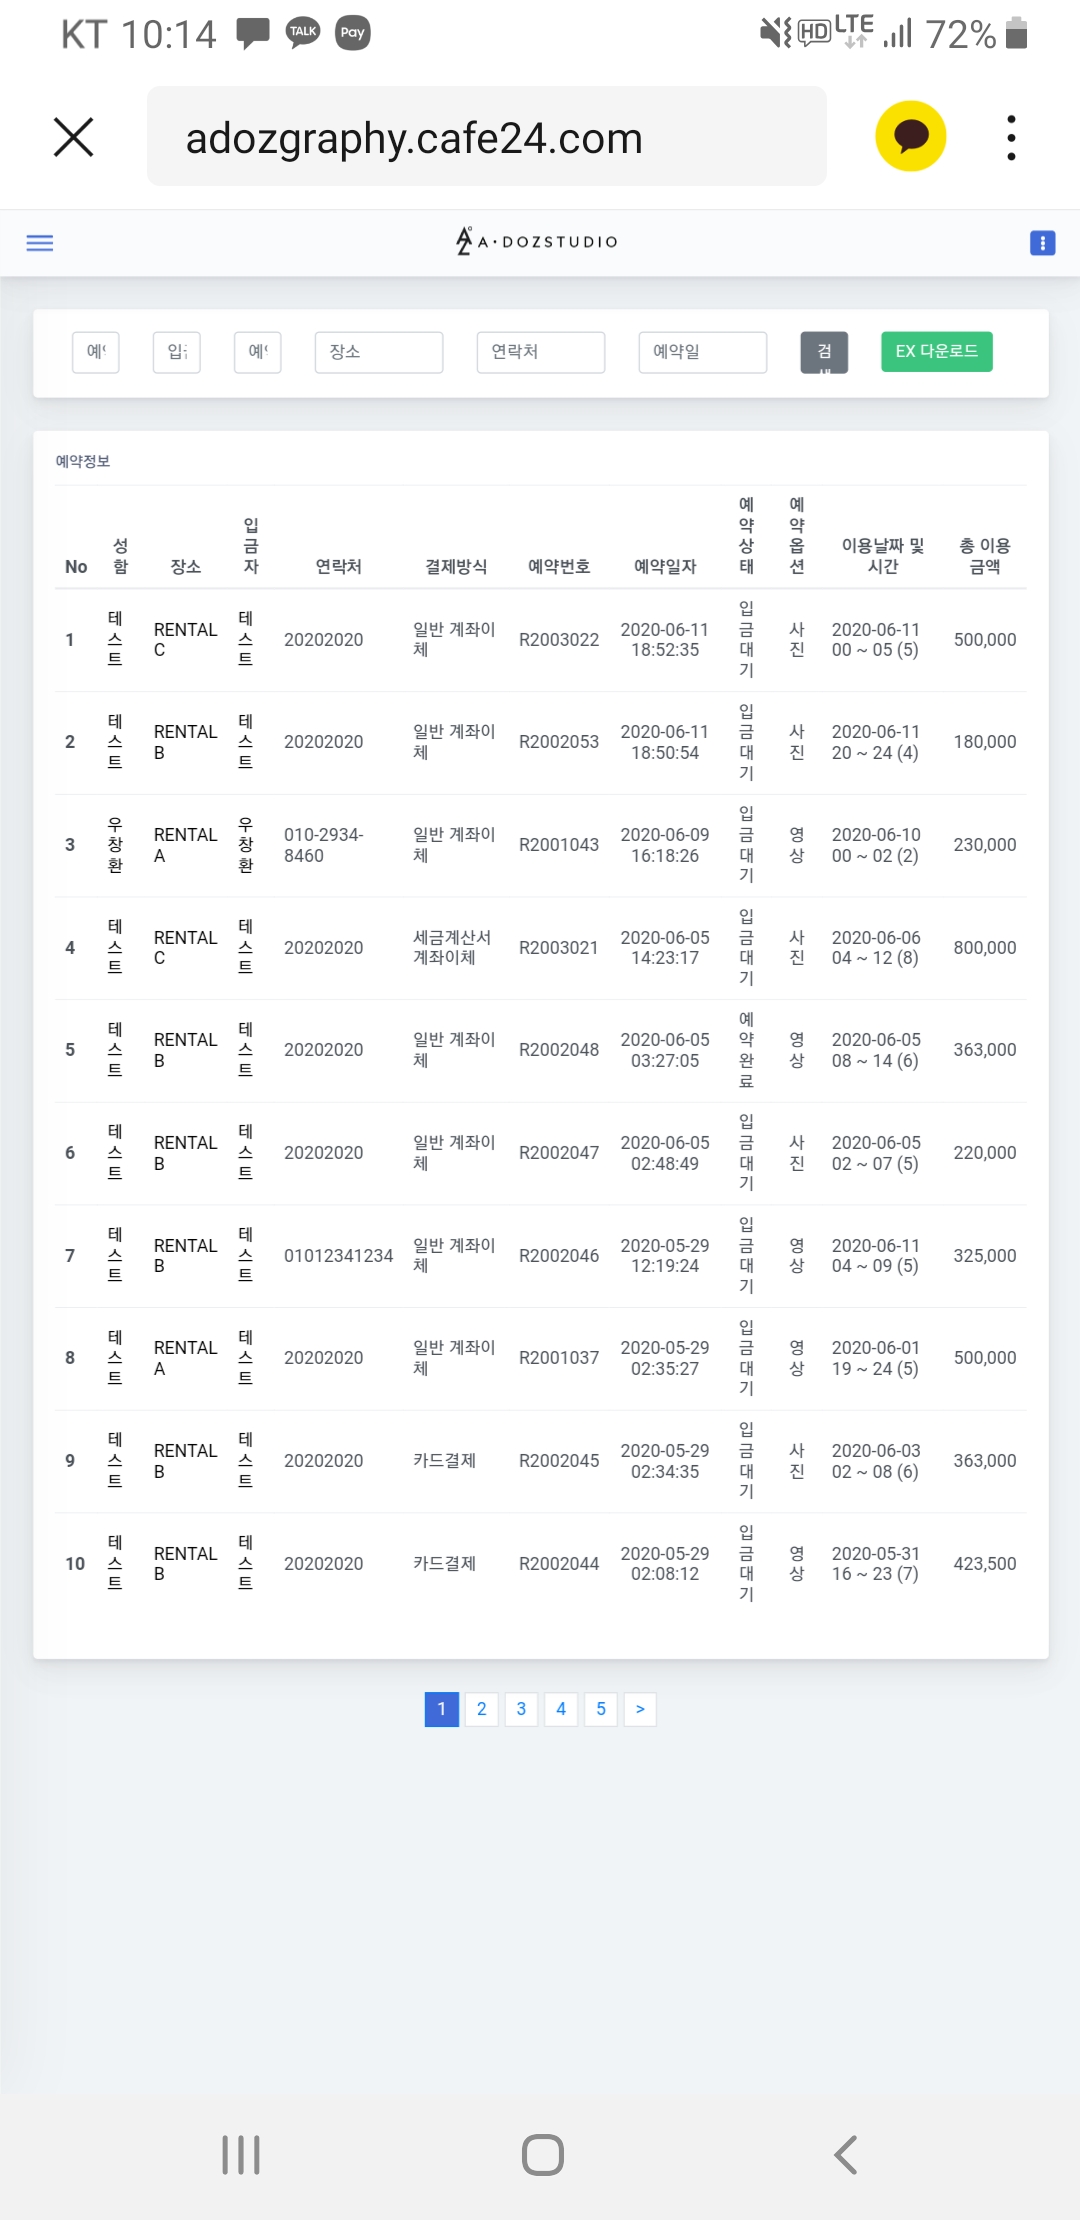 KT 10:14 TALK Pay HD LTE 72%
adozgraphy.cafe24.com
A·DOZSTUDIO
장소 연락처 예약일 검색 EX 다운로드
예약정보
No 성함 장소 입금자 연락처 결제방식 예약번호 예약일자 예약상태 예약옵션 이용날짜 및 시간 총 이용 금액
1 테스트 RENTAL C 테스트 20202020 일반 계좌이체 R2003022 2020-06-11 18:52:35 입금대기 사진 2020-06-11 00 ~ 05 (5) 500,000
2 테스트 RENTAL B 테스트 20202020 일반 계좌이체 R2002053 2020-06-11 18:50:54 입금대기 사진 2020-06-11 20 ~ 24 (4) 180,000
3 우창환 RENTAL A 우창환 010-2934-8460 일반 계좌이체 R2001043 2020-06-09 16:18:26 입금대기 영상 2020-06-10 00 ~ 02 (2) 230,000
4 테스트 RENTAL C 테스트 20202020 세금계산서 계좌이체 R2003021 2020-06-05 14:23:17 입금대기 사진 2020-06-06 04 ~ 12 (8) 800,000
5 테스트 RENTAL B 테스트 20202020 일반 계좌이체 R2002048 2020-06-05 03:27:05 예약완료 영상 2020-06-05 08 ~ 14 (6) 363,000
6 테스트 RENTAL B 테스트 20202020 일반 계좌이체 R2002047 2020-06-05 02:48:49 입금대기 사진 2020-06-05 02 ~ 07 (5) 220,000
7 테스트 RENTAL B 테스트 01012341234 일반 계좌이체 R2002046 2020-05-29 12:19:24 입금대기 영상 2020-06-11 04 ~ 09 (5) 325,000
8 테스트 RENTAL A 테스트 20202020 일반 계좌이체 R2001037 2020-05-29 02:35:27 입금대기 영상 2020-06-01 19 ~ 24 (5) 500,000
9 테스트 RENTAL B 테스트 20202020 카드결제 R2002045 2020-05-29 02:34:35 입금대기 사진 2020-06-03 02 ~ 08 (6) 363,000
10 테스트 RENTAL B 테스트 20202020 카드결제 R2002044 2020-05-29 02:08:12 입금대기 영상 2020-05-31 16 ~ 23 (7) 423,500
1 2 3 4 5 >